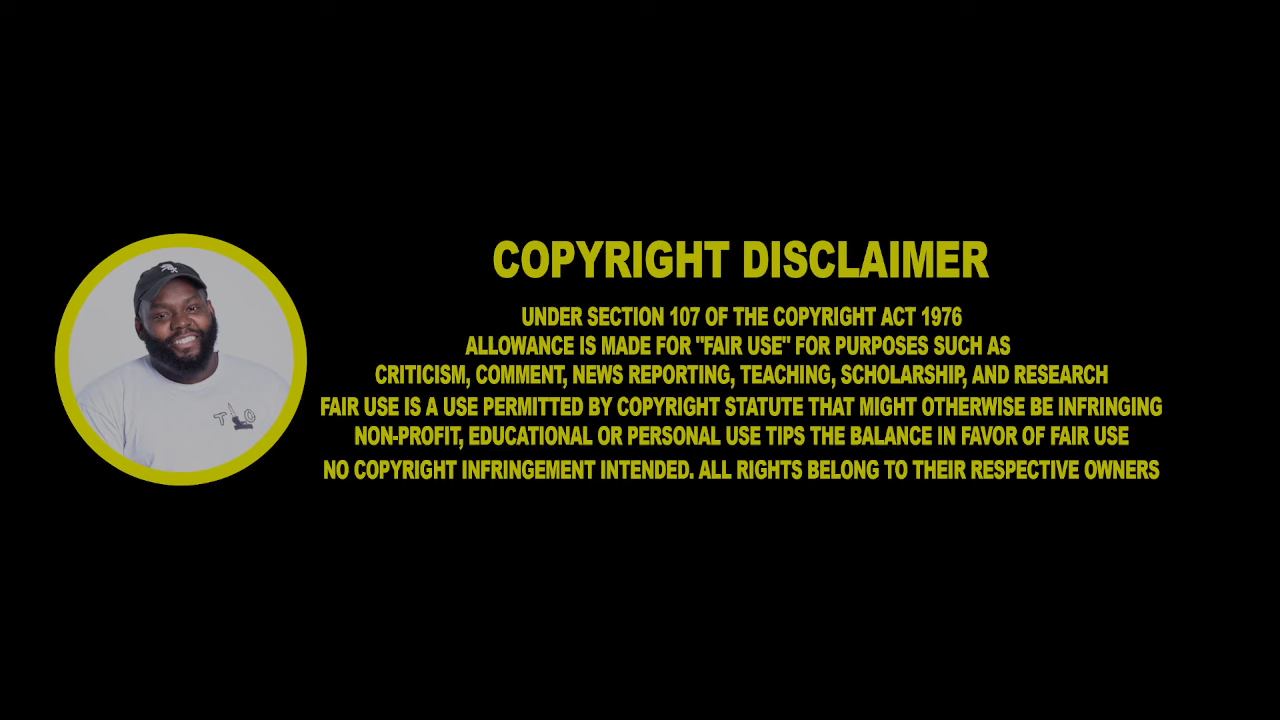 COPYRIGHT DISCLAIMER
UNDER SECTION 107 OF THE COPYRIGHT ACT 1976
ALLOWANCE IS MADE FOR "FAIR USE" FOR PURPOSES SUCH AS
CRITICISM, COMMENT, NEWS REPORTING, TEACHING, SCHOLARSHIP, AND RESEARCH
FAIR USE IS A USE PERMITTED BY COPYRIGHT STATUTE THAT MIGHT OTHERWISE BE INFRINGING
NON-PROFIT, EDUCATIONAL OR PERSONAL USE TIPS THE BALANCE IN FAVOR OF FAIR USE
NO COPYRIGHT INFRINGEMENT INTENDED. ALL RIGHTS BELONG TO THEIR RESPECTIVE OWNERS